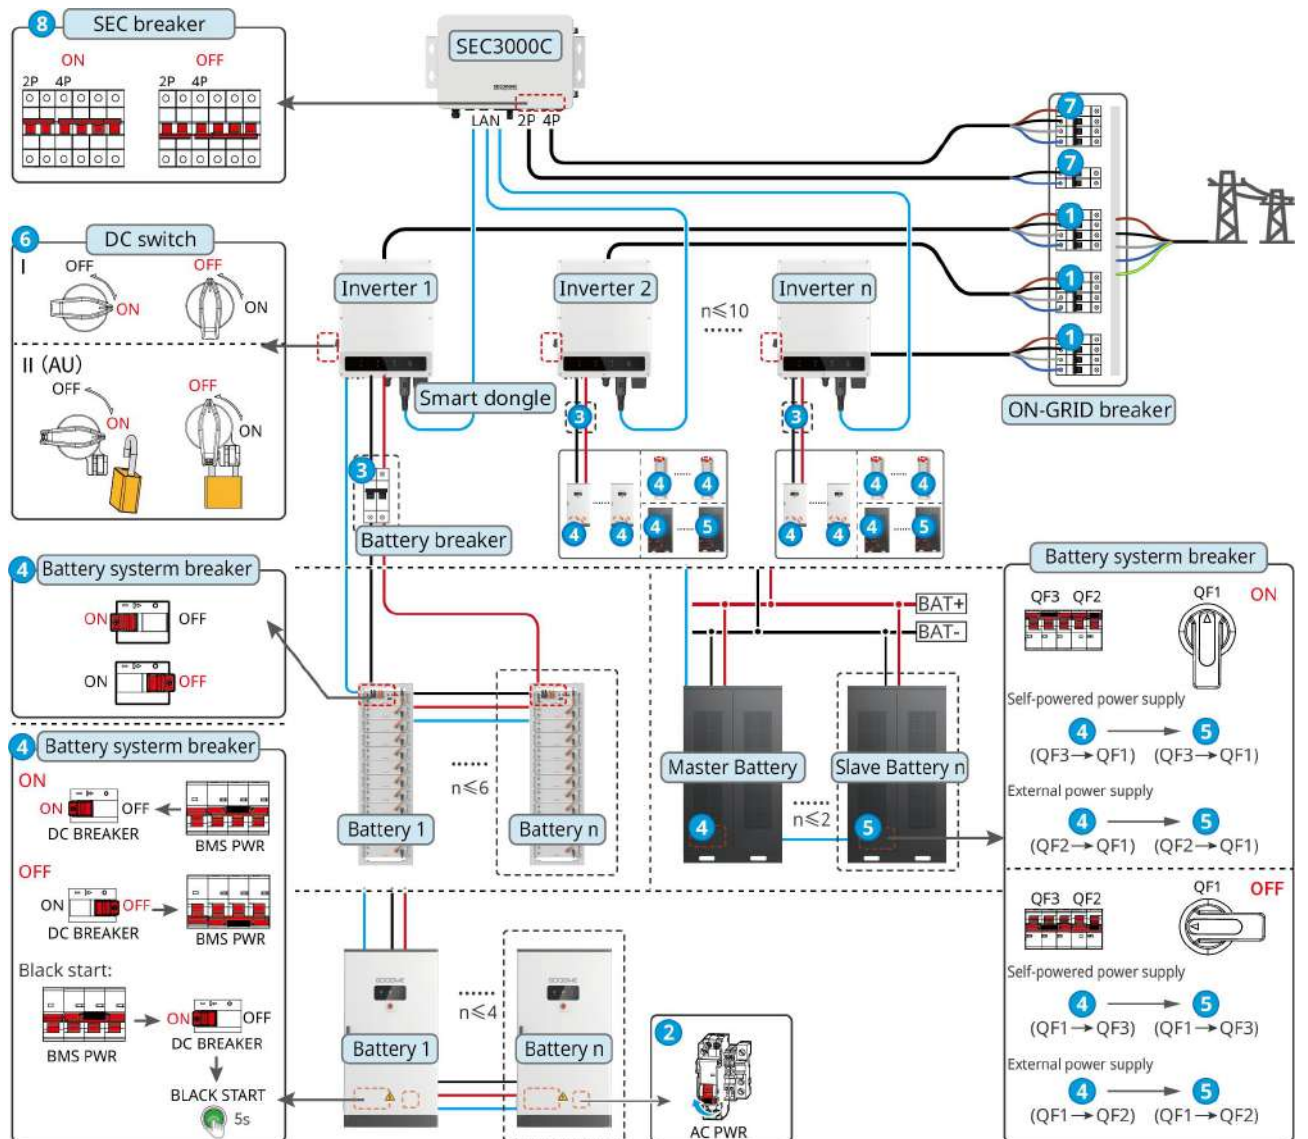 8 SEC breaker
ON OFF
2P 4P 2P 4P
SEC3000C
LAN 2P 4P
7
7
1
1
1
ON-GRID breaker
6 DC switch
I
OFF
ON
OFF
ON
II (AU)
OFF
ON
OFF
ON
Inverter 1
Inverter 2
n≤10
......
Inverter n
Smart dongle
3
3
3
Battery breaker
4 4
4 4 4 5
4 4
4 4 4 5
4 Battery systerm breaker
ON OFF
ON OFF
BAT+
BAT-
Battery 1
......
n≤6
Battery n
Master Battery
4
......
n≤2
Slave Battery n
5
Battery systerm breaker
QF3 QF2 QF1 ON
Self-powered power supply
4 → 5
(QF3→QF1) (QF3→QF1)
External power supply
4 → 5
(QF2→QF1) (QF2→QF1)
QF3 QF2 QF1 OFF
Self-powered power supply
4 → 5
(QF1→QF3) (QF1→QF3)
External power supply
4 → 5
(QF1→QF2) (QF1→QF2)
4 Battery systerm breaker
ON
ON OFF
DC BREAKER
BMS PWR
OFF
ON OFF
DC BREAKER
BMS PWR
Black start:
BMS PWR
ON OFF
DC BREAKER
BLACK START
5s
Battery 1
......
n≤4
Battery n
2
AC PWR